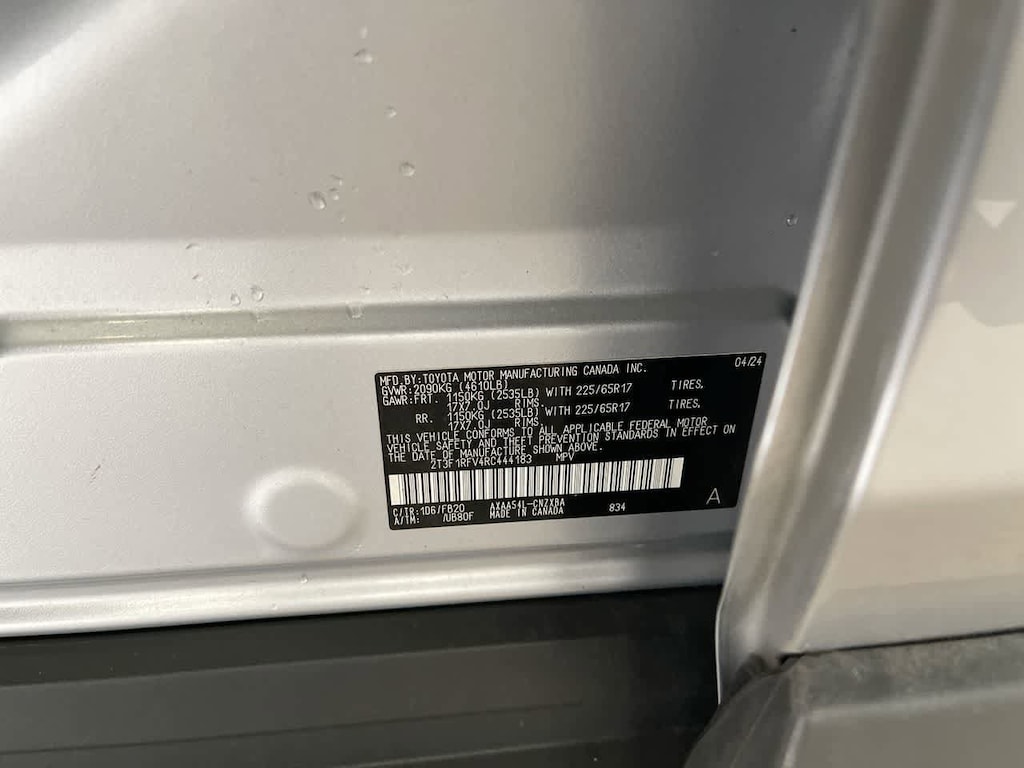 MFD.BY:TOYOTA MOTOR MANUFACTURING CANADA INC. 04/24
GVWR:2090KG (4610LB)
GAWR:FRT. 1150KG (2535LB) WITH 225/65R17 TIRES,
17X7.0J RIMS,
RR. 1150KG (2535LB) WITH 225/65R17 TIRES,
17X7.0J RIMS.
THIS VEHICLE CONFORMS TO ALL APPLICABLE FEDERAL MOTOR
VEHICLE SAFETY AND THEFT PREVENTION STANDARDS IN EFFECT ON
THE DATE OF MANUFACTURE SHOWN ABOVE.
2T3F1RFV4RC444183 MPV
C/TR:1D6/FB20 AXAA54L-CNZXBA 834 A
A/TM: /UB80F MADE IN CANADA